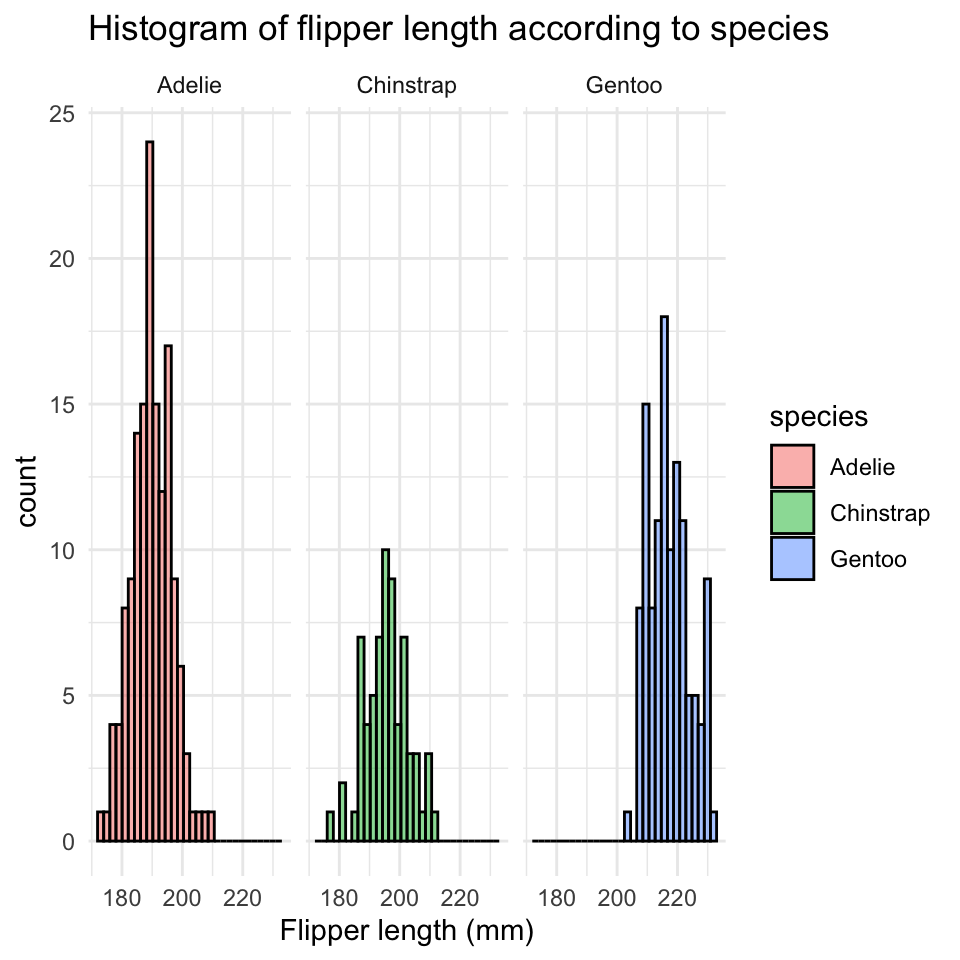 Histogram of flipper length according to species
Adelie Chinstrap Gentoo
25
20
15
10
5
0
count
180 200 220 180 200 220 180 200 220
Flipper length (mm)
species
Adelie
Chinstrap
Gentoo